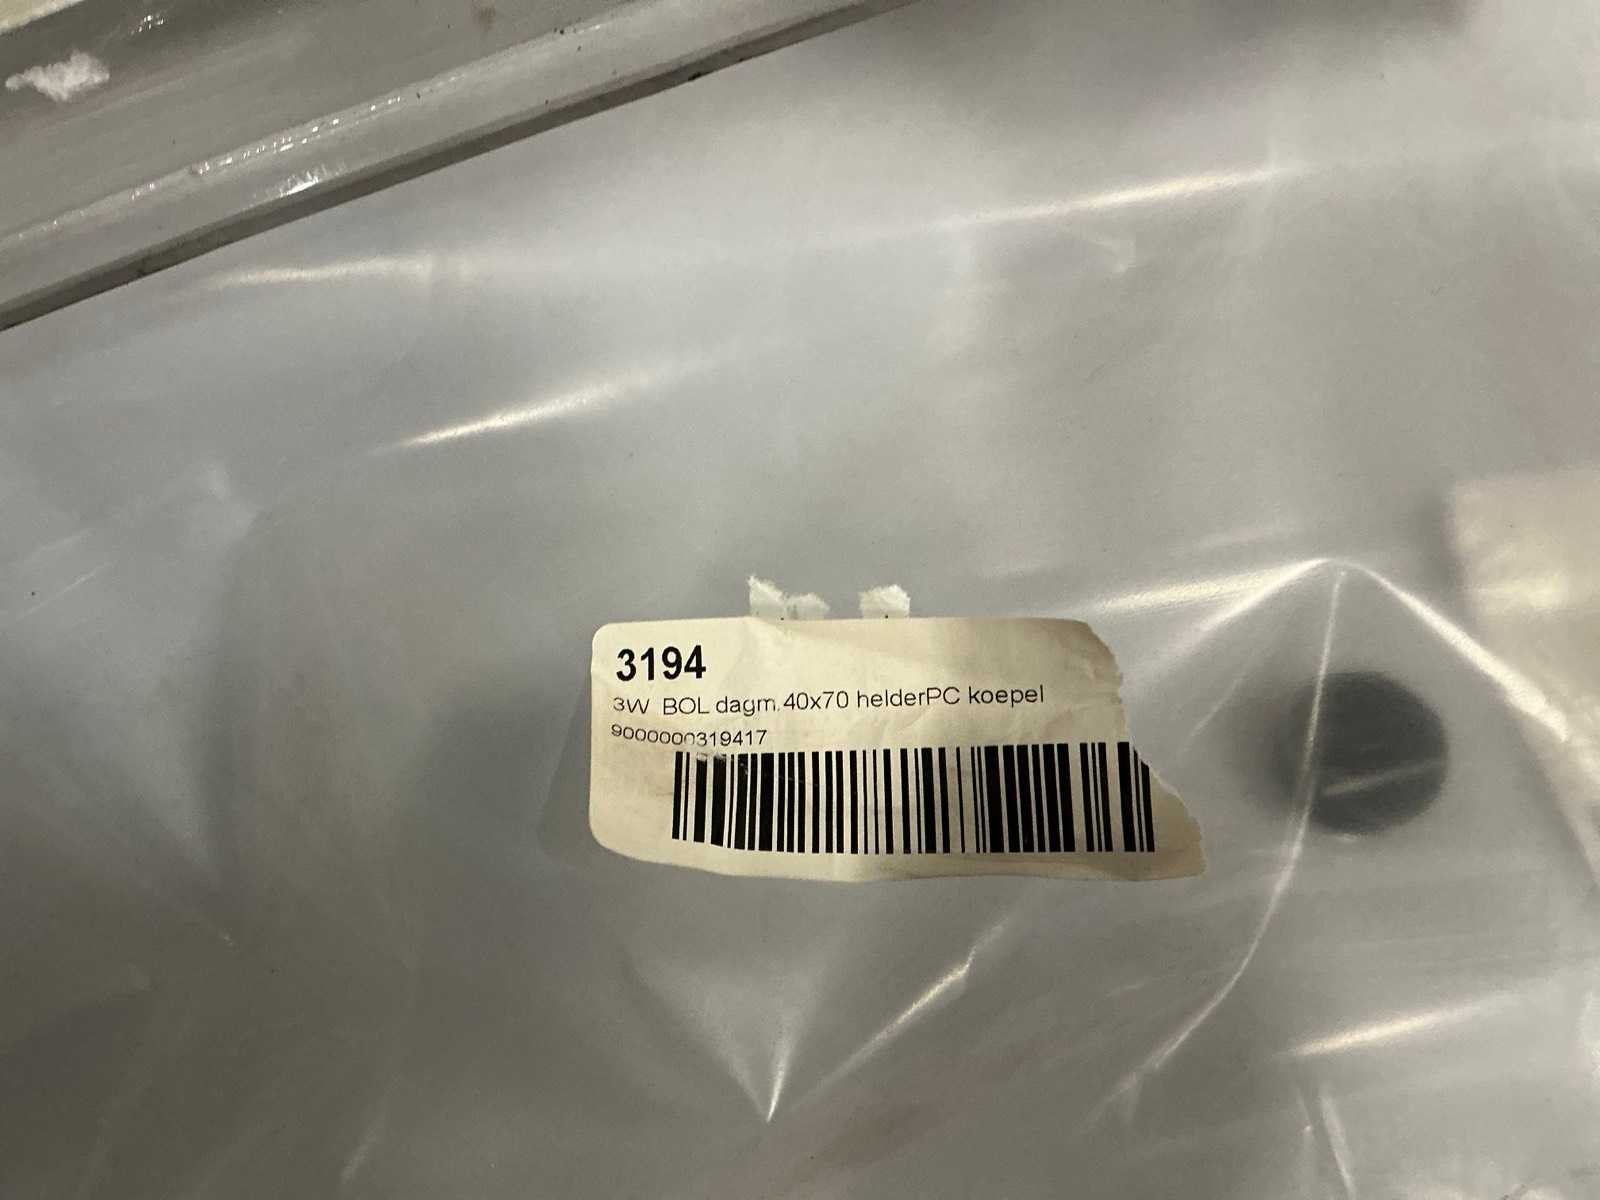 3194
3W BOL dagm.40x70 helderPC koepel
9000000319417